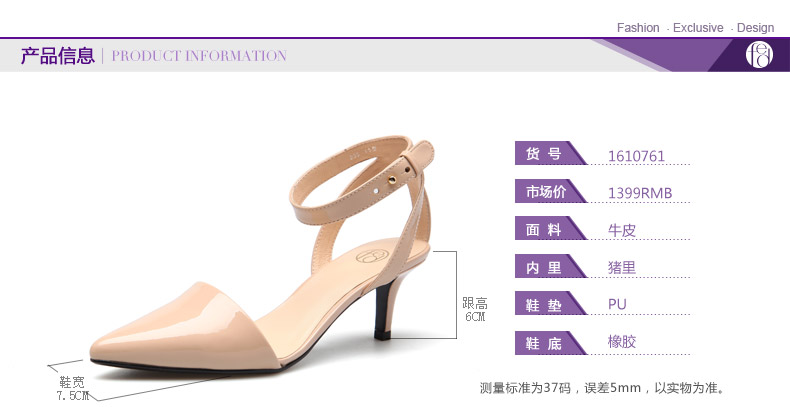 Fashion . Exclusive . Design
产品信息 | PRODUCT INFORMATION
fed
货 号 1610761
市场价 1399RMB
面 料 牛皮
内 里 猪里
鞋 垫 PU
鞋 底 橡胶
跟高
6CM
鞋宽
7.5CM
测量标准为37码，误差5mm，以实物为准。